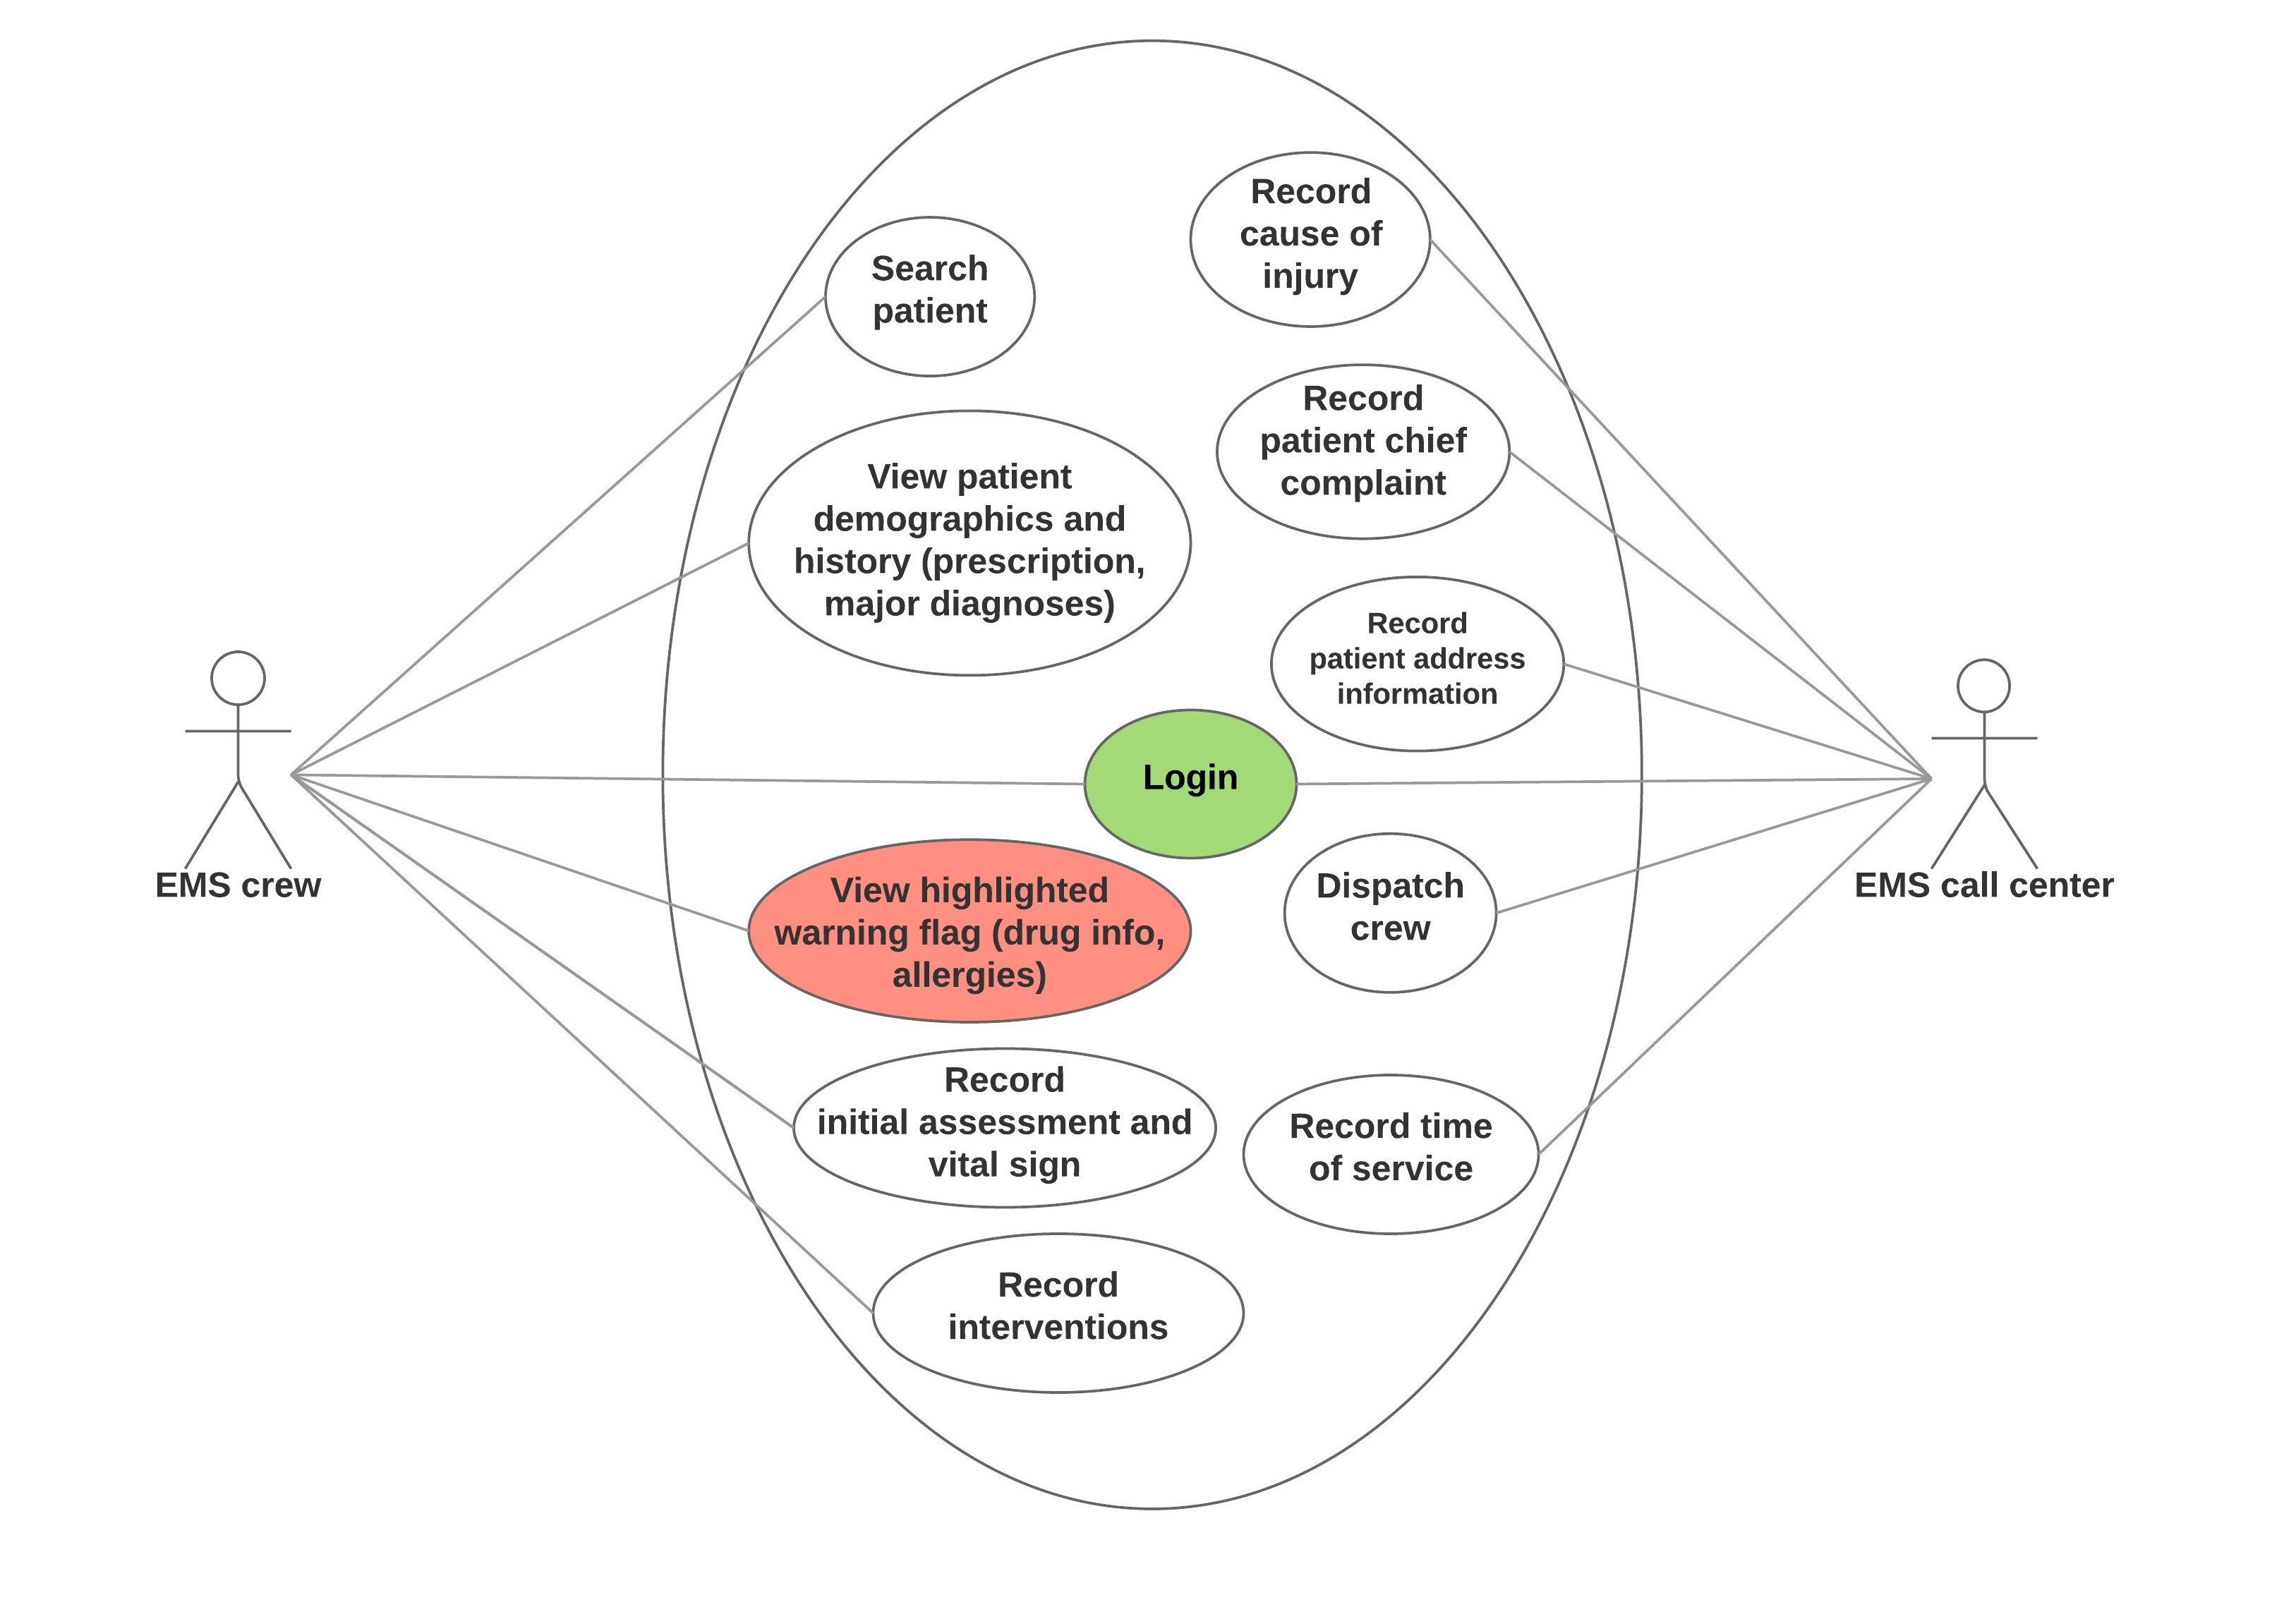 Record
cause of
injury
Search
patient
Record
patient chief
complaint
View patient
demographics and
history (prescription,
major diagnoses)
Record
patient address
information
Login
EMS crew
EMS call center
View highlighted
warning flag (drug info,
allergies)
Dispatch
crew
Record
initial assessment and
vital sign
Record time
of service
Record
interventions